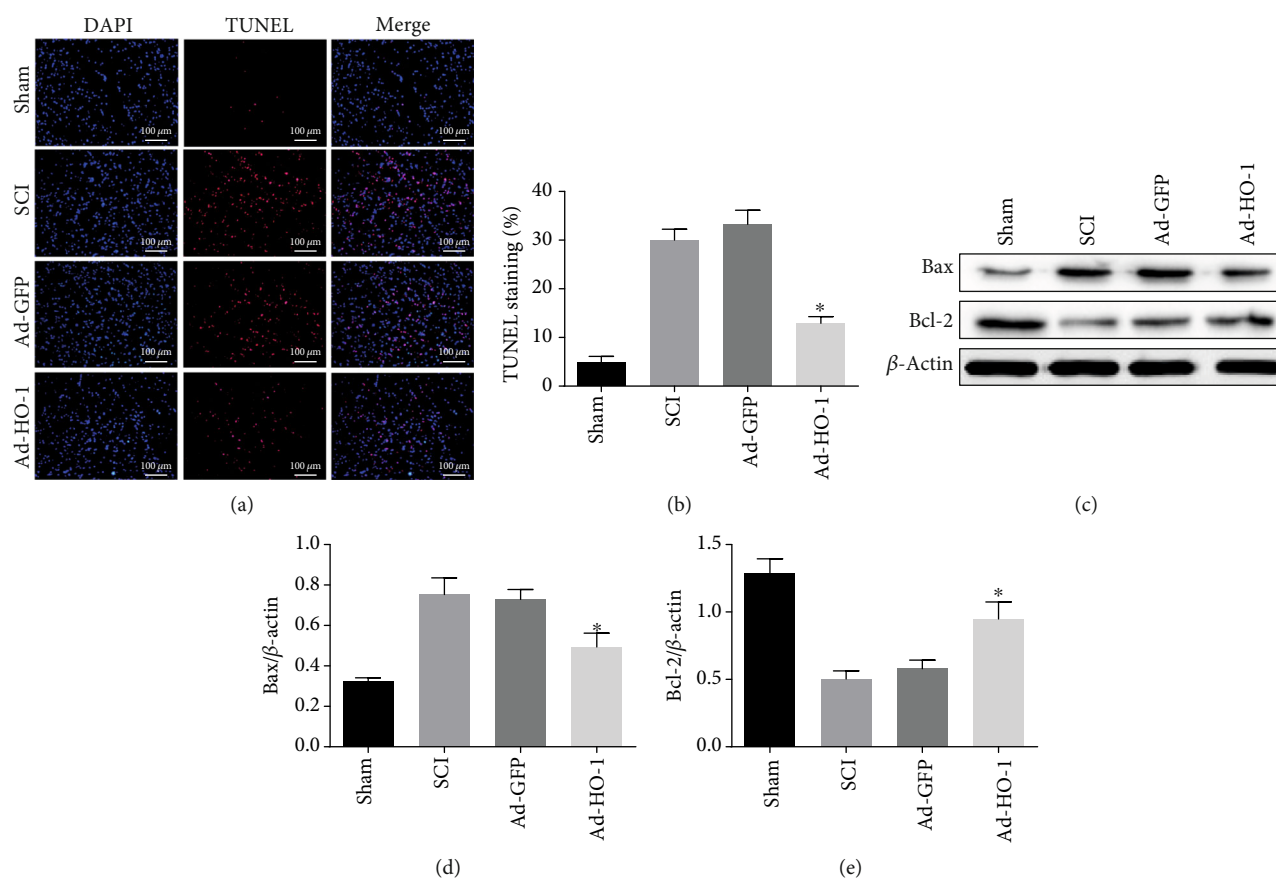 DAPI TUNEL Merge
Sham
100 μm 100 μm 100 μm
SCI
100 μm 100 μm 100 μm
Ad-GFP
100 μm 100 μm 100 μm
Ad-HO-1
100 μm 100 μm 100 μm
(a)
TUNEL staining (%)
40
30
20
10
0
*
Sham SCI Ad-GFP Ad-HO-1
(b)
Sham SCI Ad-GFP Ad-HO-1
Bax
Bcl-2
β-Actin
(c)
Bax/β-actin
1.0
0.8
0.6
0.4
0.2
0.0
*
Sham SCI Ad-GFP Ad-HO-1
(d)
Bcl-2/β-actin
1.5
1.0
0.5
0.0
*
Sham SCI Ad-GFP Ad-HO-1
(e)